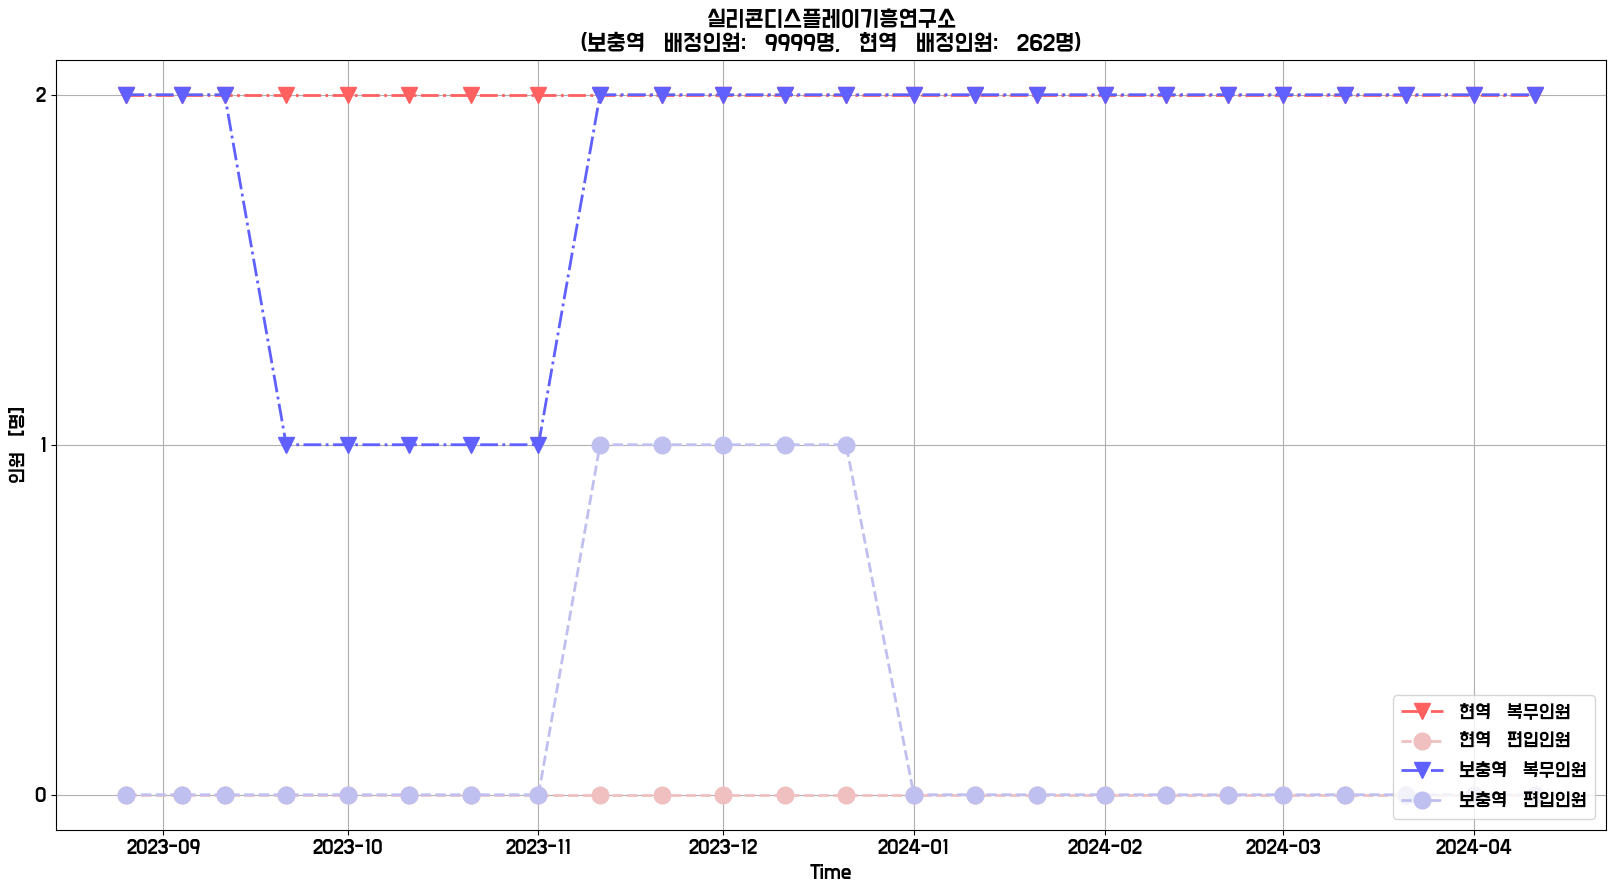 실리콘디스플레이기흥연구소
(보충역 배정인원: 9999명, 현역 배정인원: 262명)
인원 [명]
2
1
0
현역 복무인원
현역 편입인원
보충역 복무인원
보충역 편입인원
2023-09 2023-10 2023-11 2023-12 2024-01 2024-02 2024-03 2024-04
Time